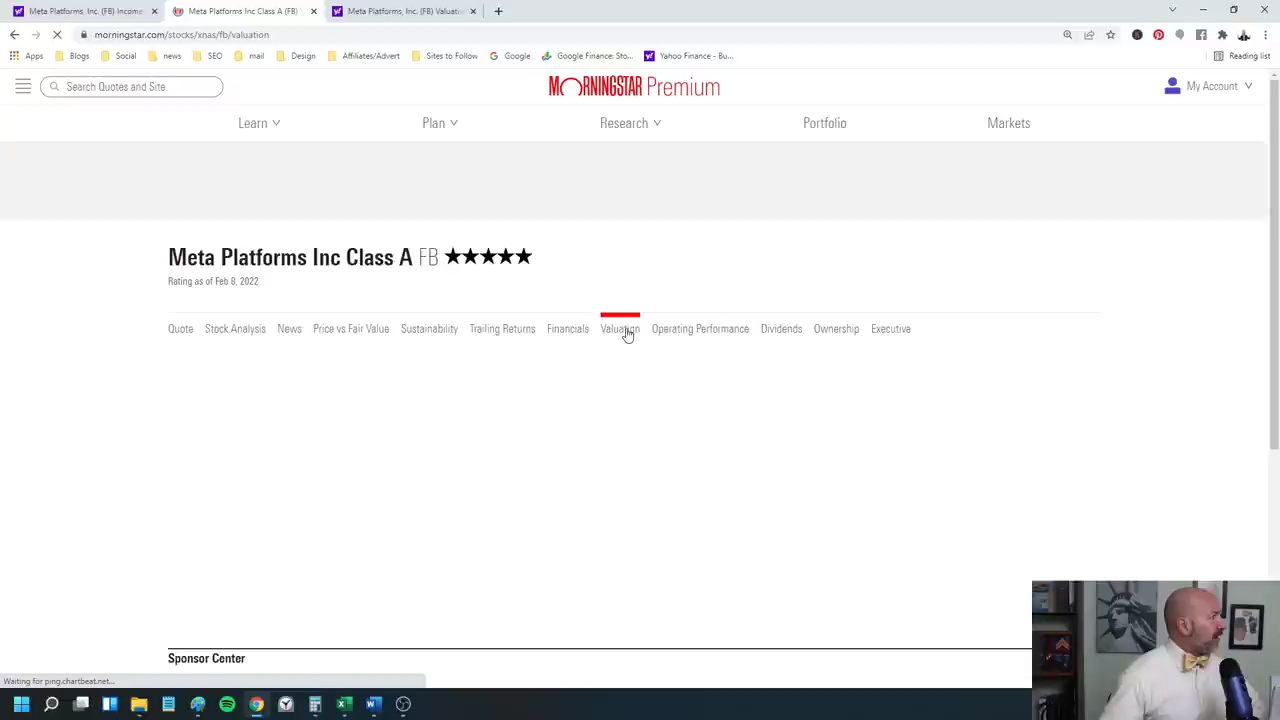 Meta Platforms, Inc. (FB) Income
Meta Platforms Inc Class A (FB) V
Meta Platforms, Inc. (FB) Valuati
morningstar.com/stocks/xnas/fb/valuation
Apps
Blogs
Social
news
SEO
mail
Design
Affiliates/Advert
Sites to Follow
Google
Google Finance: Sto...
Yahoo Finance - Bu...
Reading list
Search Quotes and Site
MORNINGSTAR Premium
My Account
Learn
Plan
Research
Portfolio
Markets
Meta Platforms Inc Class A FB ★★★★★
Rating as of Feb 8, 2022
Quote
Stock Analysis
News
Price vs Fair Value
Sustainability
Trailing Returns
Financials
Valuation
Operating Performance
Dividends
Ownership
Executive
Sponsor Center
Waiting for ping.chartbeat.net...